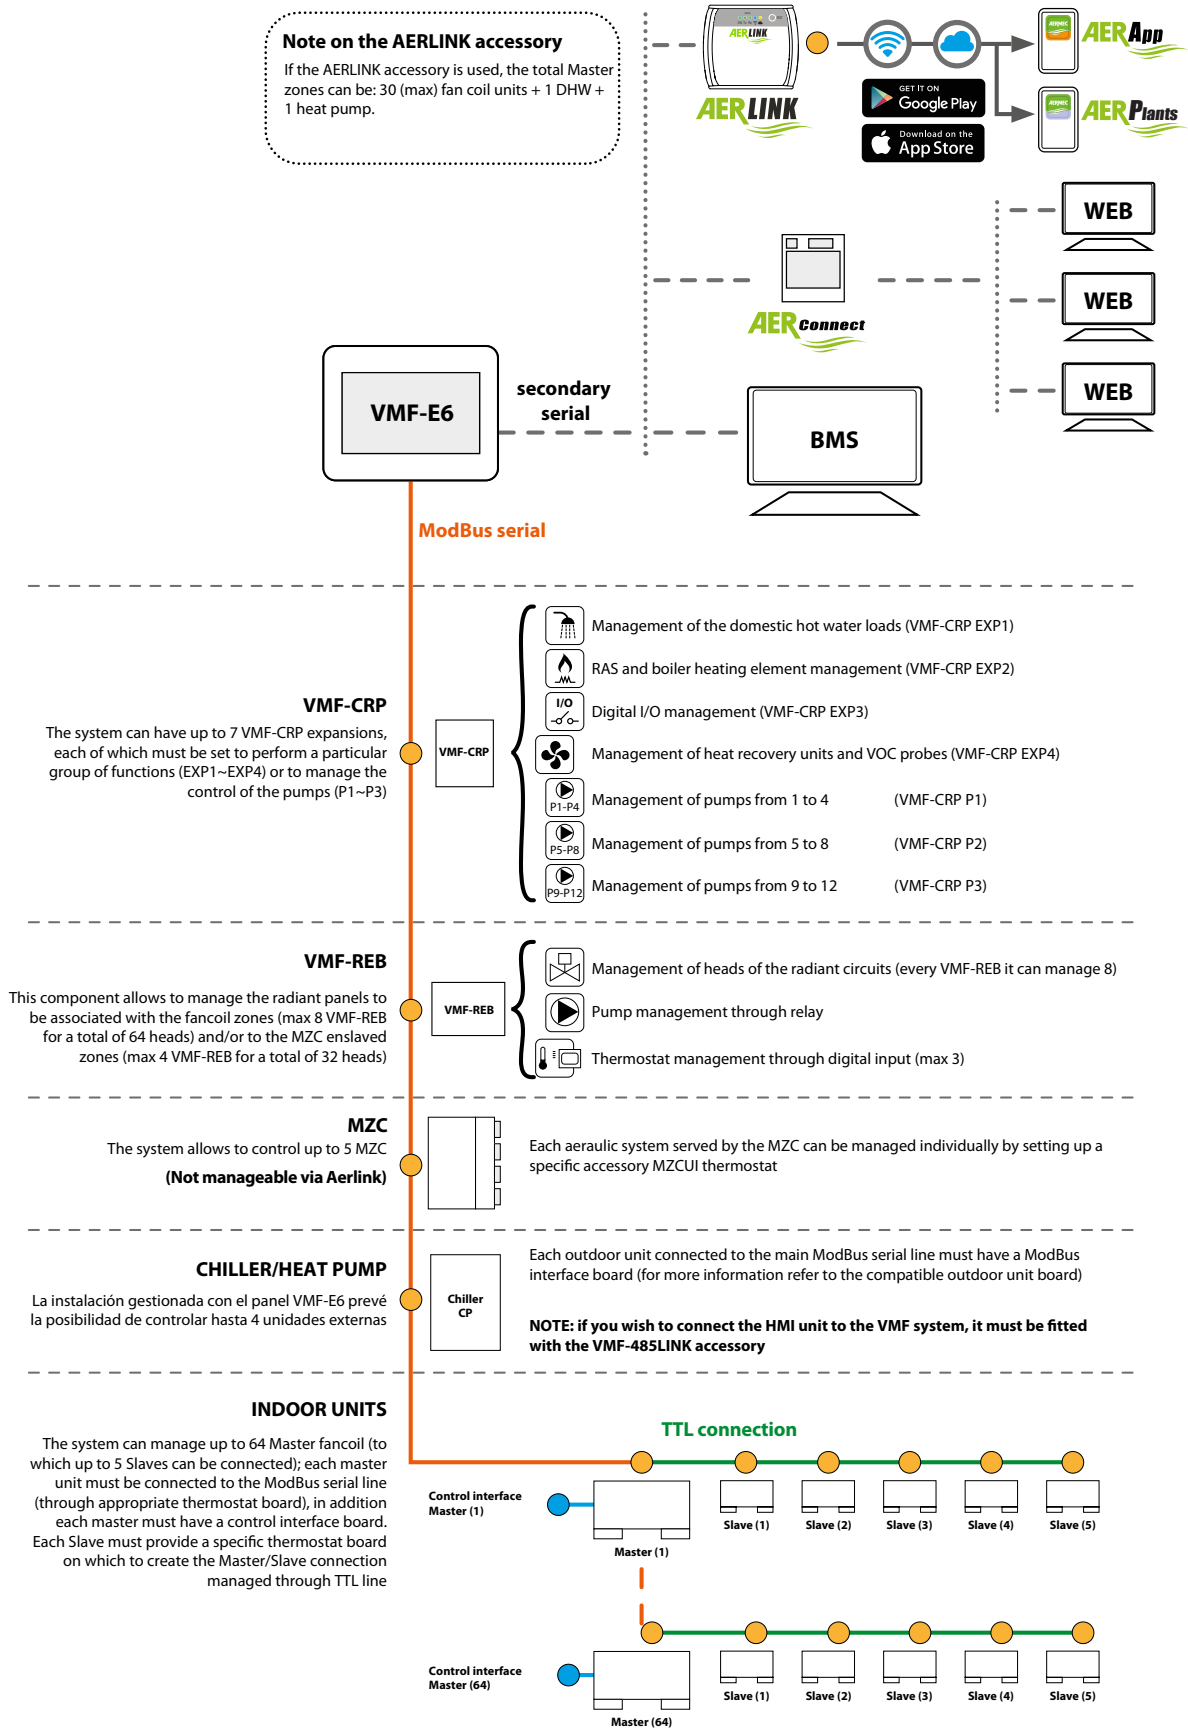 Note on the AERLINK accessory
If the AERLINK accessory is used, the total Master
zones can be: 30 (max) fan coil units + 1 DHW +
1 heat pump.
AERLINK
AERLINK
GET IT ON
Google Play
Download on the
App Store
AERMEC
AERApp
AERMEC
AERPlants
WEB
WEB
WEB
AERConnect
VMF-E6
secondary
serial
BMS
ModBus serial
VMF-CRP
The system can have up to 7 VMF-CRP expansions,
each of which must be set to perform a particular
group of functions (EXP1~EXP4) or to manage the
control of the pumps (P1~P3)
VMF-CRP
Management of the domestic hot water loads (VMF-CRP EXP1)
RAS and boiler heating element management (VMF-CRP EXP2)
I/O
Digital I/O management (VMF-CRP EXP3)
Management of heat recovery units and VOC probes (VMF-CRP EXP4)
P1-P4
Management of pumps from 1 to 4 (VMF-CRP P1)
P5-P8
Management of pumps from 5 to 8 (VMF-CRP P2)
P9-P12
Management of pumps from 9 to 12 (VMF-CRP P3)
VMF-REB
This component allows to manage the radiant panels to
be associated with the fancoil zones (max 8 VMF-REB
for a total of 64 heads) and/or to the MZC enslaved
zones (max 4 VMF-REB for a total of 32 heads)
VMF-REB
Management of heads of the radiant circuits (every VMF-REB it can manage 8)
Pump management through relay
Thermostat management through digital input (max 3)
MZC
The system allows to control up to 5 MZC
(Not manageable via Aerlink)
Each aeraulic system served by the MZC can be managed individually by setting up a
specific accessory MZCUI thermostat
CHILLER/HEAT PUMP
La instalación gestionada con el panel VMF-E6 prevé
la posibilidad de controlar hasta 4 unidades externas
Chiller
CP
Each outdoor unit connected to the main ModBus serial line must have a ModBus
interface board (for more information refer to the compatible outdoor unit board)
NOTE: if you wish to connect the HMI unit to the VMF system, it must be fitted
with the VMF-485LINK accessory
INDOOR UNITS
The system can manage up to 64 Master fancoil (to
which up to 5 Slaves can be connected); each master
unit must be connected to the ModBus serial line
(through appropriate thermostat board), in addition
each master must have a control interface board.
Each Slave must provide a specific thermostat board
on which to create the Master/Slave connection
managed through TTL line
TTL connection
Control interface
Master (1)
Master (1)
Slave (1) Slave (2) Slave (3) Slave (4) Slave (5)
Control interface
Master (64)
Master (64)
Slave (1) Slave (2) Slave (3) Slave (4) Slave (5)